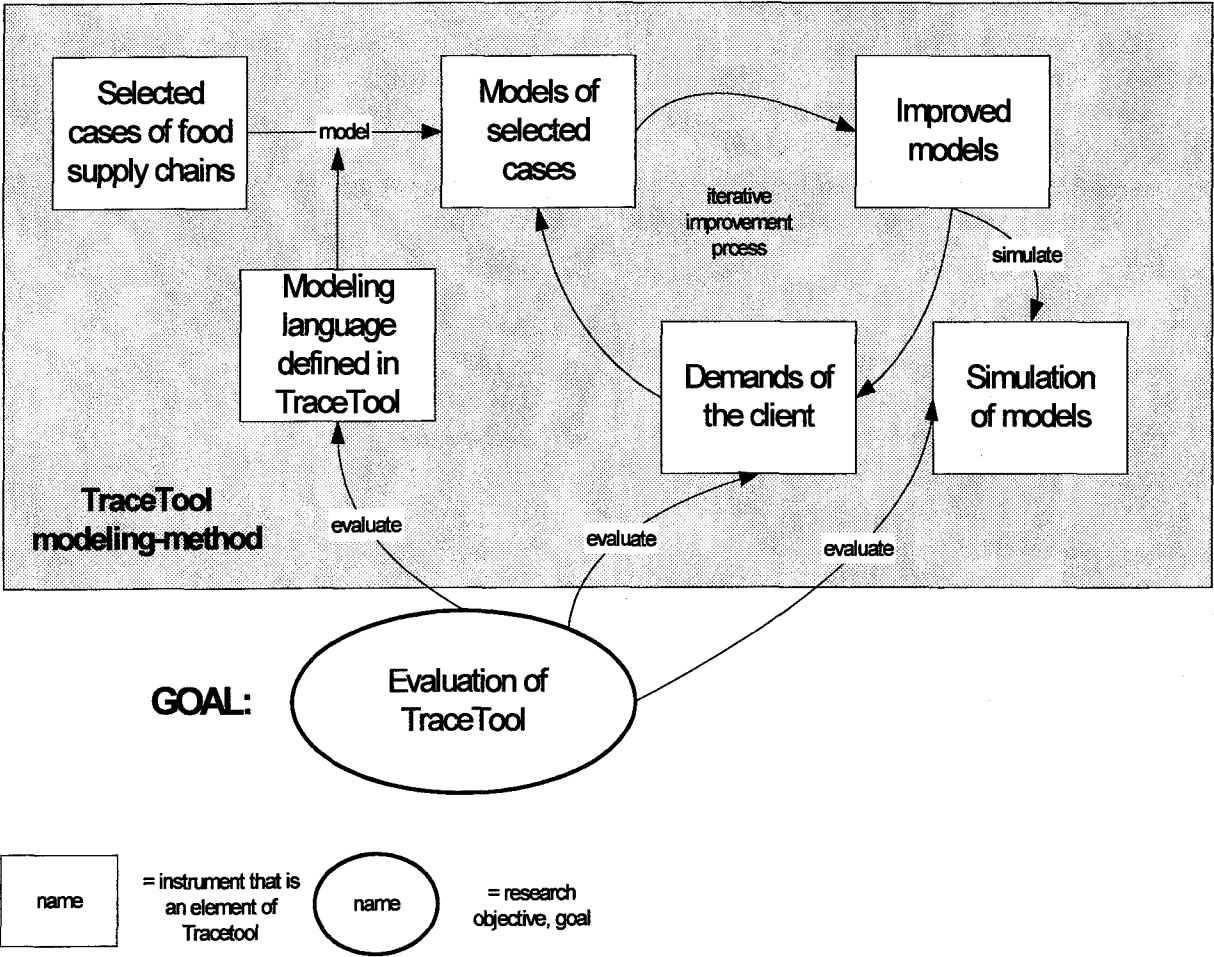 Selected
cases of food
supply chains
model
Models of
selected
cases
Improved
models
iterative
improvement
process
simulate
Modeling
language
defined in
TraceTool
Demands of
the client
Simulation
of models
TraceTool
modeling-method
evaluate
evaluate
evaluate
GOAL:
Evaluation of
TraceTool
name
= instrument that is
an element of
Tracetool
name
= research
objective, goal